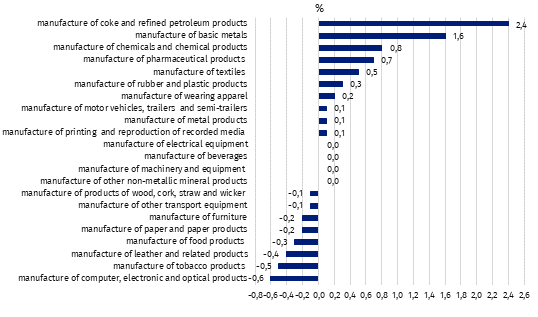 %
manufacture of coke and refined petroleum products 2,4
manufacture of basic metals 1,6
manufacture of chemicals and chemical products 0,8
manufacture of pharmaceutical products 0,7
manufacture of textiles 0,5
manufacture of rubber and plastic products 0,3
manufacture of wearing apparel 0,2
manufacture of motor vehicles, trailers and semi-trailers 0,1
manufacture of metal products 0,1
manufacture of printing and reproduction of recorded media 0,1
manufacture of electrical equipment 0,0
manufacture of beverages 0,0
manufacture of machinery and equipment 0,0
manufacture of other non-metallic mineral products 0,0
manufacture of products of wood, cork, straw and wicker -0,1
manufacture of other transport equipment -0,1
manufacture of furniture -0,2
manufacture of paper and paper products -0,2
manufacture of food products -0,3
manufacture of leather and related products -0,4
manufacture of tobacco products -0,5
manufacture of computer, electronic and optical products -0,6
-0,8 -0,6 -0,4 -0,2 0,0 0,2 0,4 0,6 0,8 1,0 1,2 1,4 1,6 1,8 2,0 2,2 2,4 2,6